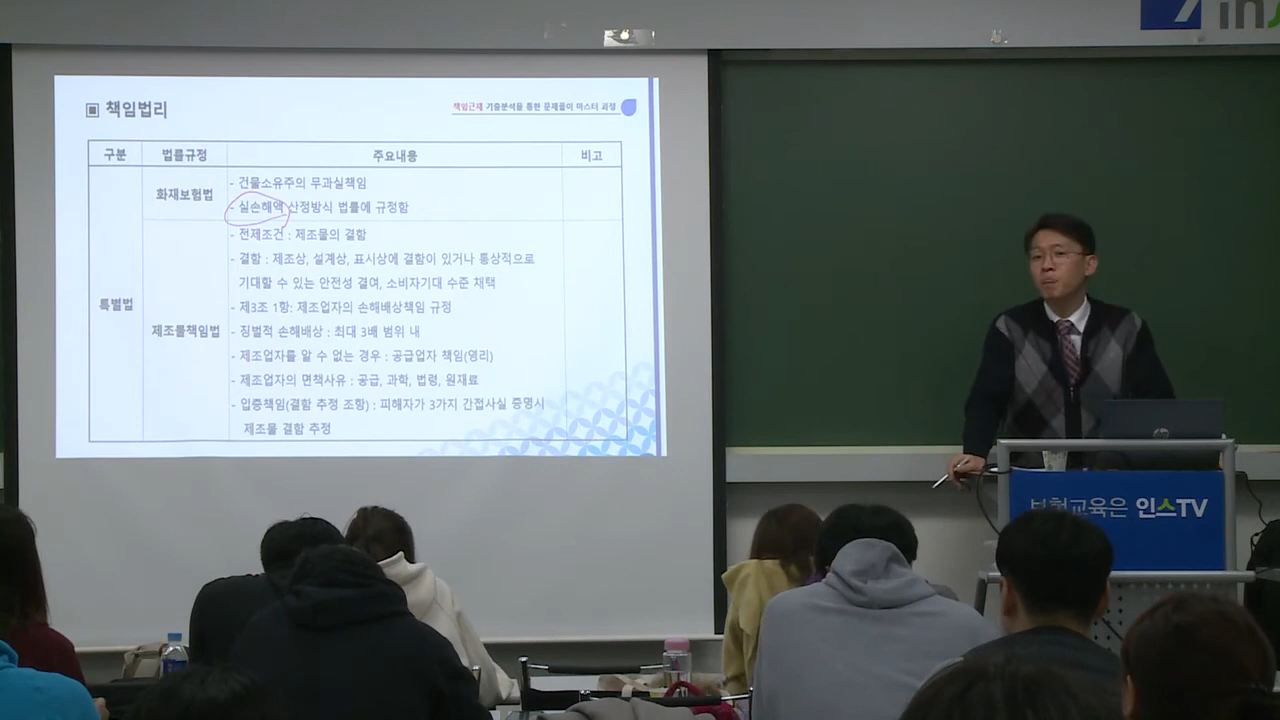 책임법리
책임근재 기출분석을 통한 문제풀이 마스터 과정
구분 법률규정 주요내용 비고
특별법
화재보험법
- 건물소유주의 무과실책임
- 실손해액 산정방식 법률에 규정함
제조물책임법
- 전제조건 : 제조물의 결함
- 결함 : 제조상, 설계상, 표시상에 결함이 있거나 통상적으로
기대할 수 있는 안전성 결여, 소비자기대 수준 채택
- 제3조 1항: 제조업자의 손해배상책임 규정
- 징벌적 손해배상 : 최대 3배 범위 내
- 제조업자를 알 수 없는 경우 : 공급업자 책임(영리)
- 제조업자의 면책사유 : 공급, 과학, 법령, 원재료
- 입증책임(결함 추정 조항) : 피해자가 3가지 간접사실 증명시
제조물 결함 추정
보험교육은 인스TV
hp